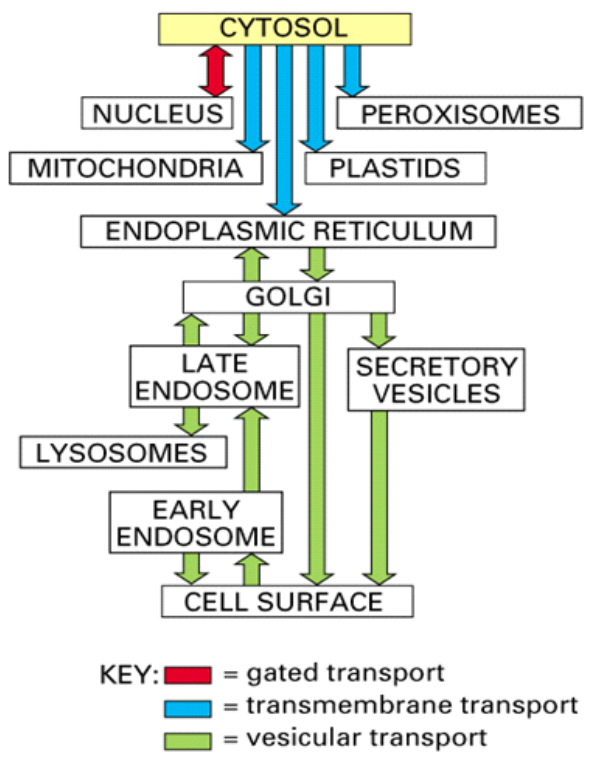 CYTOSOL
NUCLEUS
PEROXISOMES
MITOCHONDRIA
PLASTIDS
ENDOPLASMIC RETICULUM
GOLGI
LATE
ENDOSOME
SECRETORY
VESICLES
LYSOSOMES
EARLY
ENDOSOME
CELL SURFACE
KEY: = gated transport
= transmembrane transport
= vesicular transport